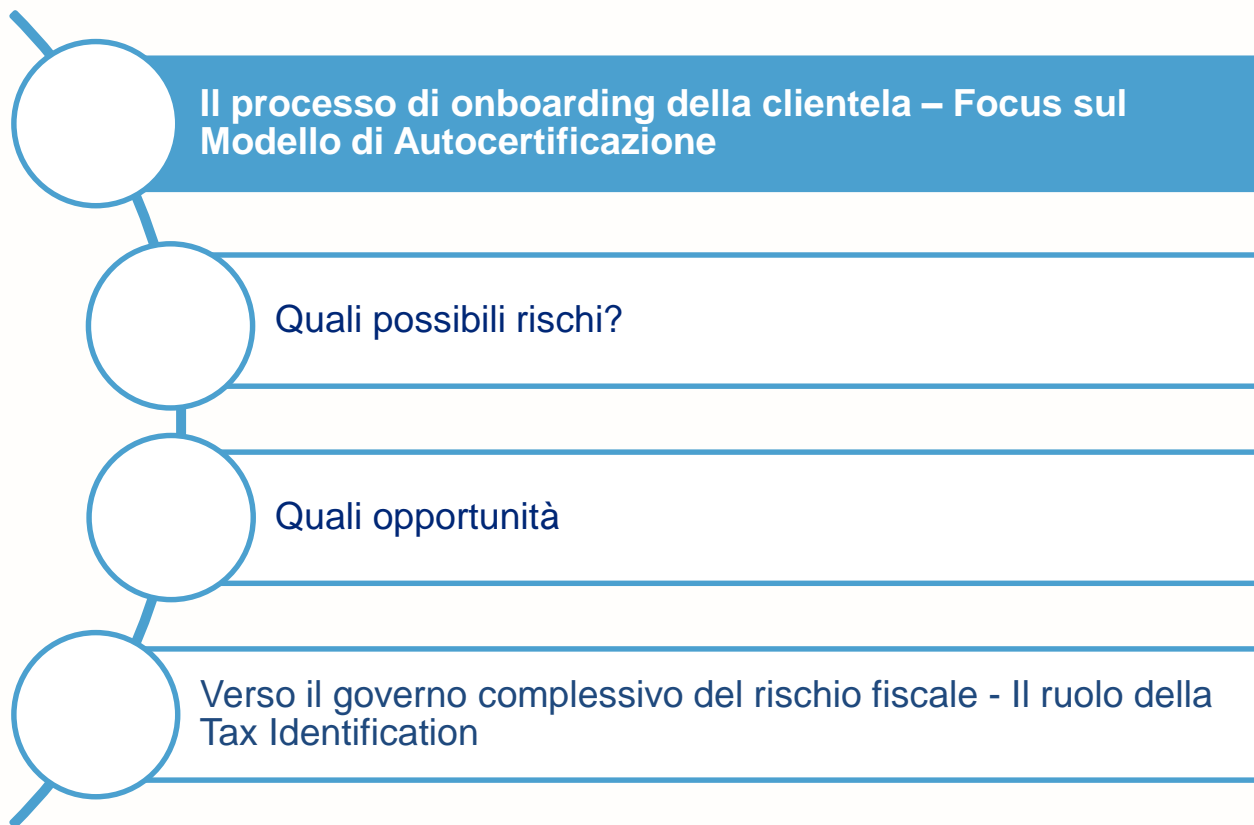 Il processo di onboarding della clientela – Focus sul
Modello di Autocertificazione
Quali possibili rischi?
Quali opportunità
Verso il governo complessivo del rischio fiscale - Il ruolo della
Tax Identification